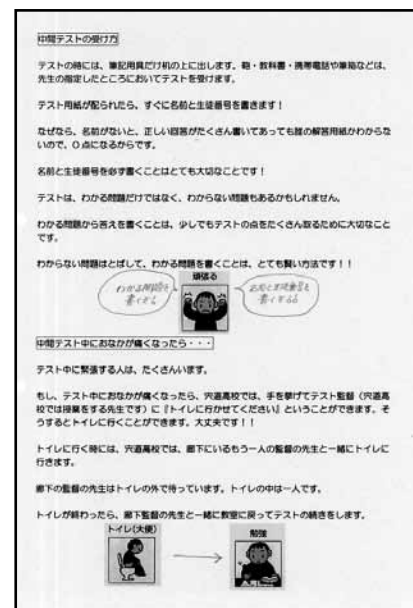 中間テストの受け方
テストの時には、筆記用具だけ机の上に出します。鞄・教科書・携帯電話や筆箱などは、
先生の指定したところにおいてテストを受けます。
テスト用紙が配られたら、すぐに名前と生徒番号を書きます！
なぜなら、名前がないと、正しい回答がたくさん書いてあっても誰の解答用紙かわからな
いので、０点になるからです。
名前と生徒番号を必ず書くことはとても大切なことです！
テストは、わかる問題だけではなく、わからない問題もあるかもしれません。
わかる問題から答えを書くことは、少しでもテストの点をたくさん取るために大切なこと
です。
わからない問題はとばして、わかる問題を書くことは、とても賢い方法です！！
頑張る
わかる問題を
書くぞ
名前と生徒番号を
書くぞ
中間テスト中におなかが痛くなったら・・・
テスト中に緊張する人は、たくさんいます。
もし、テスト中におなかが痛くなったら、宍道高校では、手を挙げてテスト監督（宍道高
校では授業をする先生です）に『トイレに行かせてください』ということができます。そ
うするとトイレに行くことができます。大丈夫です！！
トイレに行く時には、宍道高校では、廊下にいるもう一人の監督の先生と一緒にトイレに
行きます。
廊下の監督の先生はトイレの外で待っています。トイレの中は一人です。
トイレが終わったら、廊下監督の先生と一緒に教室に戻ってテストの続きをします。
トイレ(大便)
勉強